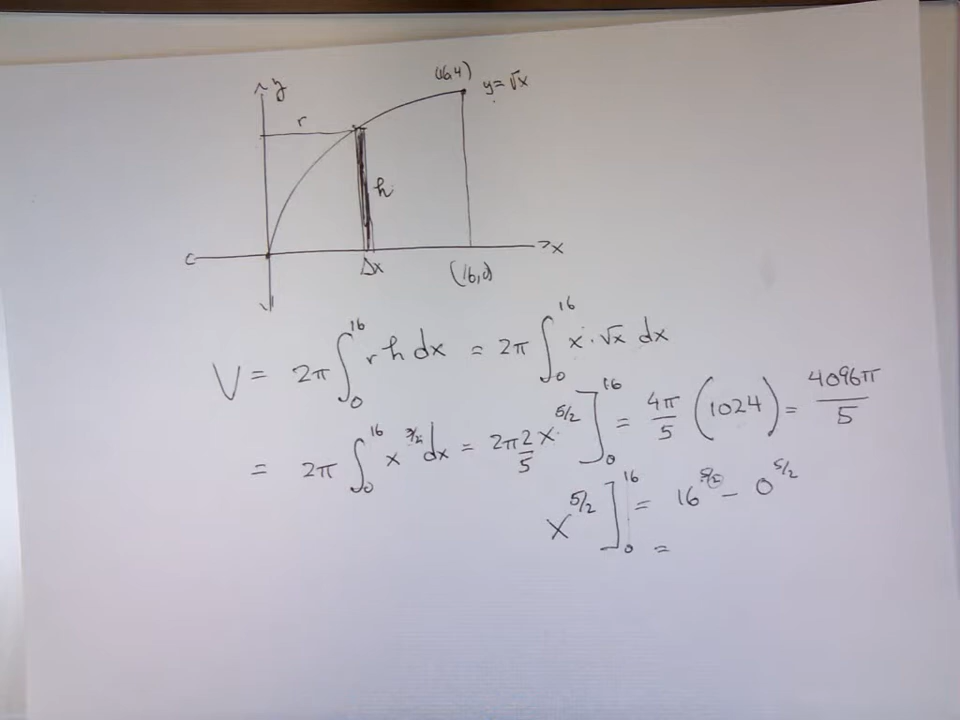 y
(16,4)
y=√x
r
h
x
Δx
(16,0)
V = 2π ∫₀¹⁶ r h dx = 2π ∫₀¹⁶ x · √x dx
= 2π ∫₀¹⁶ x^(3/2) dx = 2π 2/5 x^(5/2) ]₀¹⁶ = 4π/5 (1024) = 4096π/5
x^(5/2) ]₀¹⁶ = 16^(5/2) − 0^(5/2)
=